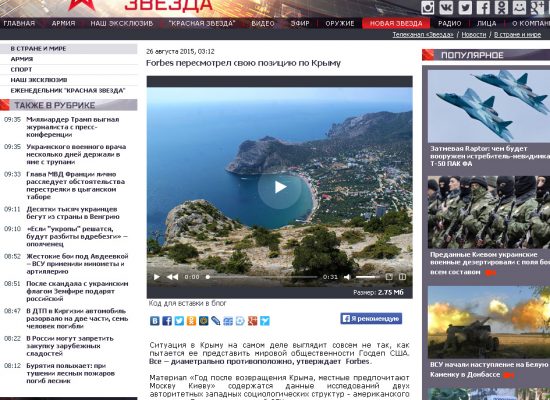 ЗВЕЗДА
ГЛАВНАЯ АРМИЯ НАШ ЭКСКЛЮЗИВ "КРАСНАЯ ЗВЕЗДА" ВИДЕО ЭФИР ОРУЖИЕ НОВАЯ ЗВЕЗДА РАДИО ЛИЦА О КОМПАН
Телеканал «Звезда» / Новости / В стране и мире
В СТРАНЕ И МИРЕ
АРМИЯ
СПОРТ
НАШ ЭКСКЛЮЗИВ
ЕЖЕНЕДЕЛЬНИК "КРАСНАЯ ЗВЕЗДА"
ТАКЖЕ В РУБРИКЕ
09:35 Миллиардер Трамп выгнал
журналиста с пресс-
конференции
09:35 Украинского военного врача
несколько дней держали в
яме с трупами
09:33 Глава МВД Франции лично
расследует обстоятельства
перестрелки в цыганском
таборе
09:11 Десятки тысяч украинцев
бегут из страны в Венгрию
09:10 «Если "укропы" решатся,
будут разбиты вдребезги» —
ополченец
08:52 Жестокие бои под Авдеевкой
– ВСУ применили минометы и
артиллерию
08:51 После скандала с украинским
флагом Земфире подарят
российский
08:47 В ДТП в Киргизии автомобиль
разорвало на две части, семь
человек погибли
08:22 В России могут запретить
закупку зарубежных
сладостей
08:12 Бурятия полыхает: при
тушении лесных пожаров
погиб лесник
26 августа 2015, 03:12
Forbes пересмотрел свою позицию по Крыму
0:00 0:31
Размер: 2.75 Мб
Код для вставки в блог
Я рекомендую
Ситуация в Крыму на самом деле выглядит совсем не так, как
пытается ее представить мировой общественности Госдеп США.
Все – диаметрально противоположно, утверждает Forbes.
Материал «Год после возвращения Крыма, местные предпочитают
Москву Киеву» содержатся данные исследований двух
авторитетных западных социологических структур - американского
ПОПУЛЯРНОЕ
Затмевая Raptor: чем будет
вооружен истребитель-невидимка
Т-50 ПАК ФА
Преданные Киевом украинские
военные дезертировали с поля боя
всем составом
ВСУ начали наступление на Белую
Каменку в Донбассе